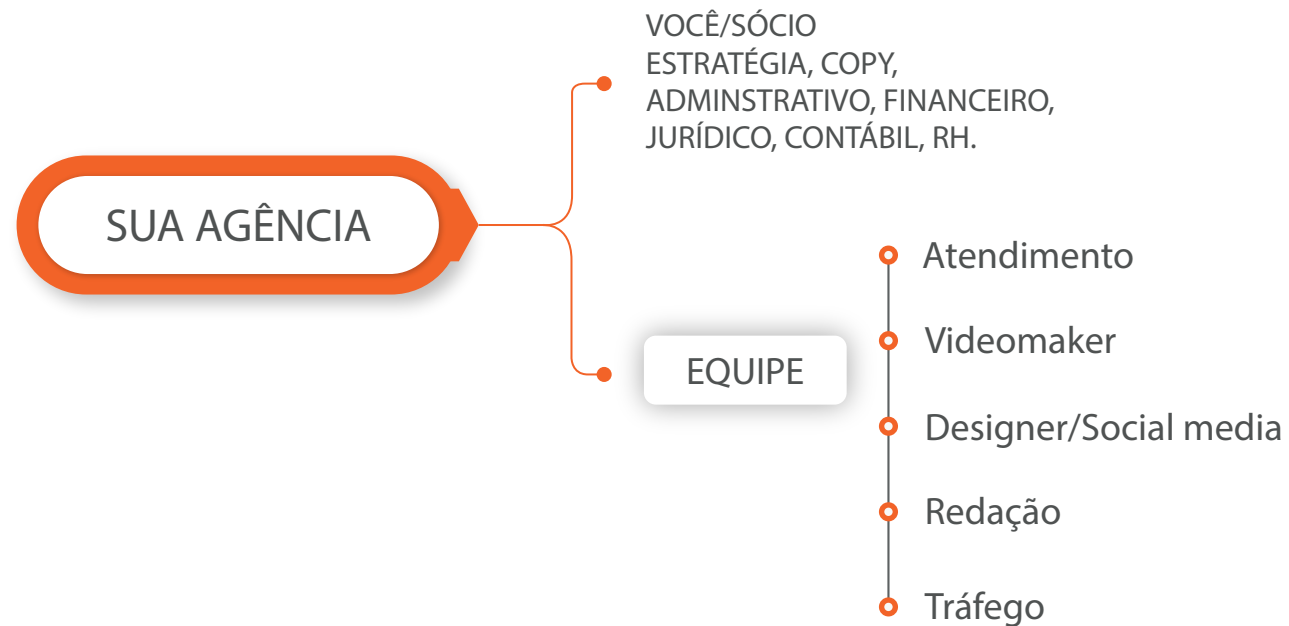 VOCÊ/SÓCIO
ESTRATÉGIA, COPY,
ADMINSTRATIVO, FINANCEIRO,
JURÍDICO, CONTÁBIL, RH.
SUA AGÊNCIA
EQUIPE
Atendimento
Videomaker
Designer/Social media
Redação
Tráfego